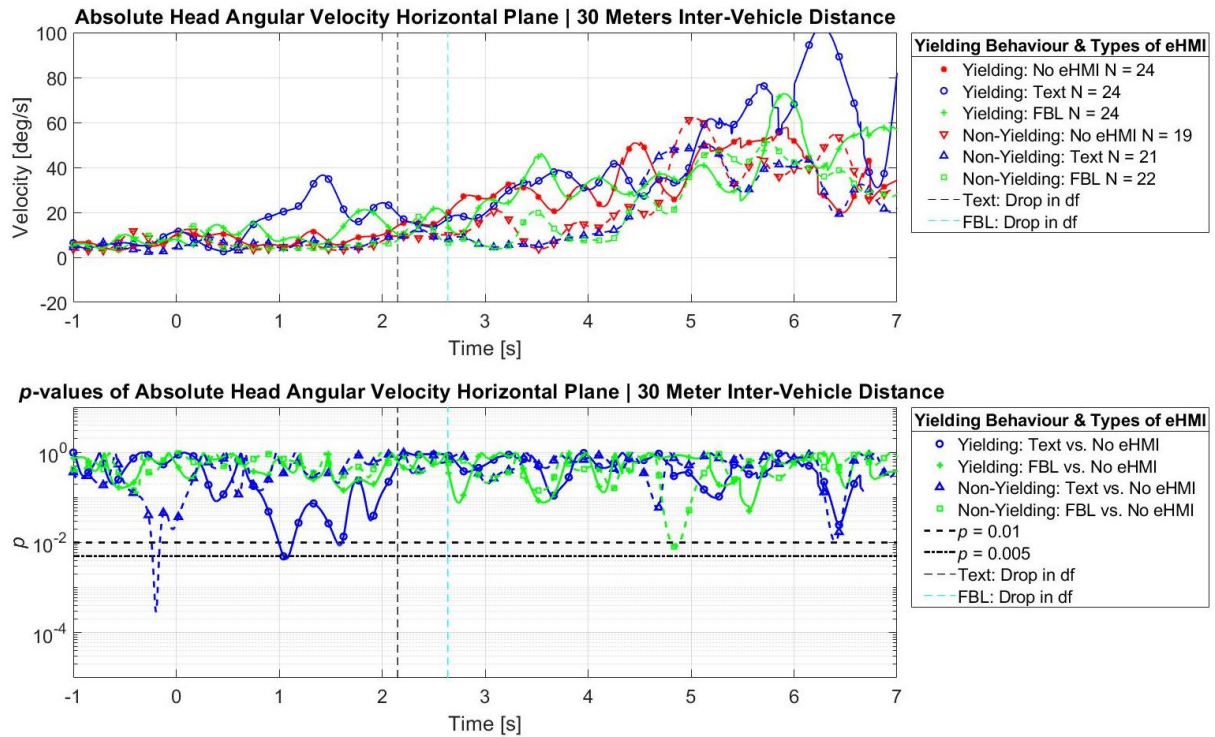 Absolute Head Angular Velocity Horizontal Plane | 30 Meters Inter-Vehicle Distance
100
80
60
40
20
0
-20
Velocity [deg/s]
-1 0 1 2 3 4 5 6 7
Time [s]
Yielding Behaviour & Types of eHMI
Yielding: No eHMI N = 24
Yielding: Text N = 24
Yielding: FBL N = 24
Non-Yielding: No eHMI N = 19
Non-Yielding: Text N = 21
Non-Yielding: FBL N = 22
Text: Drop in df
FBL: Drop in df
p-values of Absolute Head Angular Velocity Horizontal Plane | 30 Meter Inter-Vehicle Distance
10^0
10^-2
10^-4
p
-1 0 1 2 3 4 5 6 7
Time [s]
Yielding Behaviour & Types of eHMI
Yielding: Text vs. No eHMI
Yielding: FBL vs. No eHMI
Non-Yielding: Text vs. No eHMI
Non-Yielding: FBL vs. No eHMI
p = 0.01
p = 0.005
Text: Drop in df
FBL: Drop in df